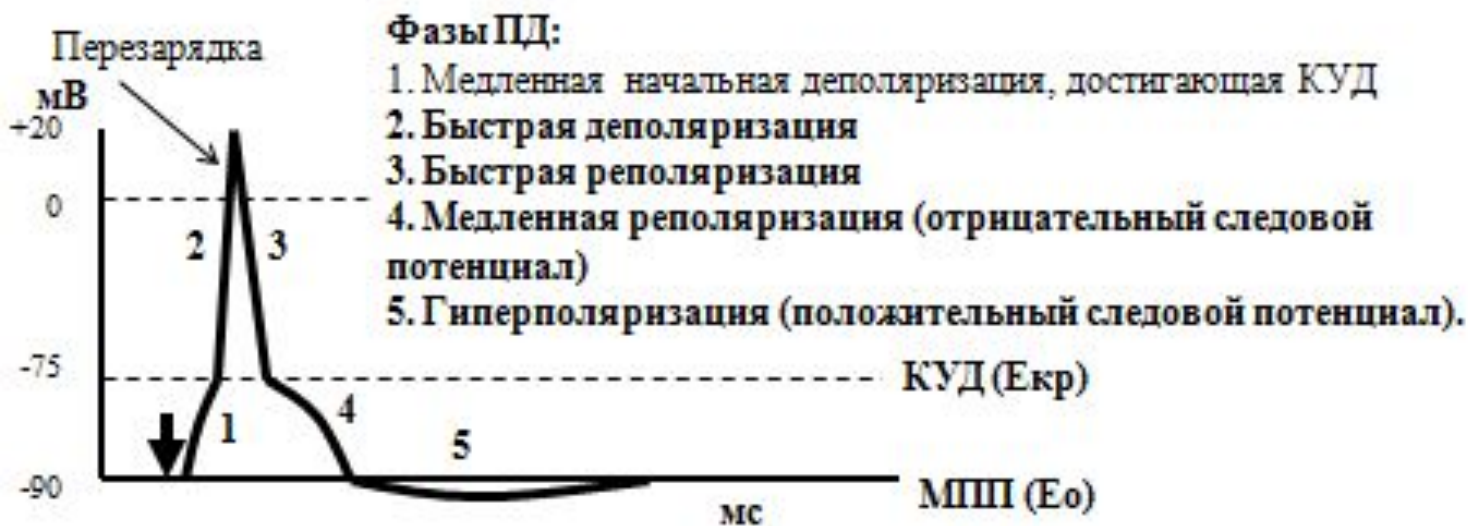 Фазы ПД:
Перезарядка
1. Медленная начальная деполяризация, достигающая КУД
мВ
+20
2. Быстрая деполяризация
3. Быстрая реполяризация
0
4. Медленная реполяризация (отрицательный следовой
потенциал)
2
3
5. Гиперполяризация (положительный следовой потенциал).
-75
КУД (Екр)
1
4
5
-90
МПП (Ео)
мс